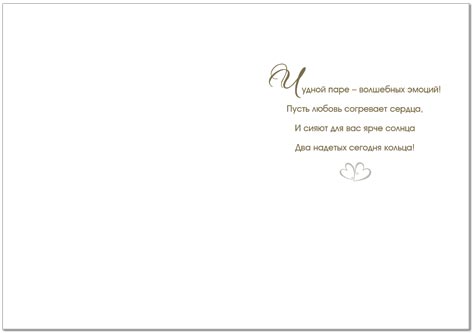 Чудной паре – волшебных эмоций!
Пусть любовь согревает сердца,
И сияют для вас ярче солнца
Два надетых сегодня кольца!